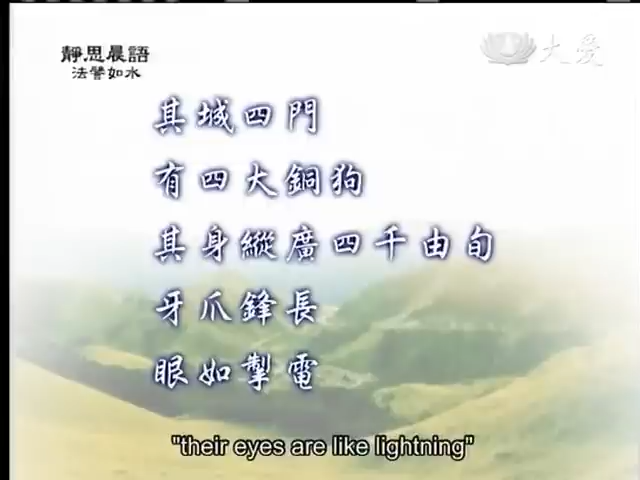 靜思晨語
法譬如水
大愛
其城四門
有四大銅狗
其身縱廣四千由旬
牙爪鋒長
眼如掣電
"their eyes are like lightning"